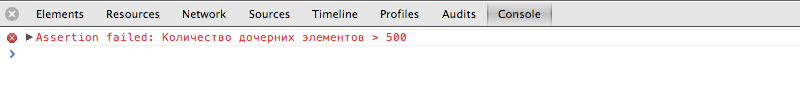 Elements Resources Network Sources Timeline Profiles Audits Console
Assertion failed: Количество дочерних элементов > 500
>